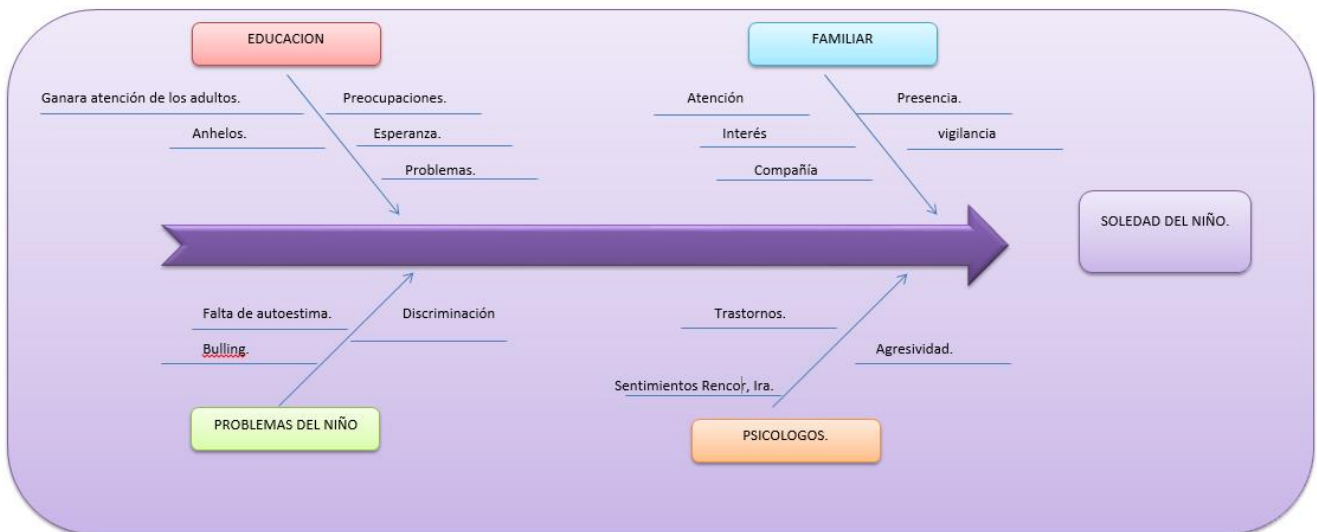 EDUCACION
FAMILIAR
Ganara atención de los adultos.
Preocupaciones.
Anhelos.
Esperanza.
Problemas.
Atención
Presencia.
Interés
vigilancia
Compañía
SOLEDAD DEL NIÑO.
Falta de autoestima.
Discriminación
Bulling.
PROBLEMAS DEL NIÑO
Trastornos.
Agresividad.
Sentimientos Rencor, Ira.
PSICOLOGOS.